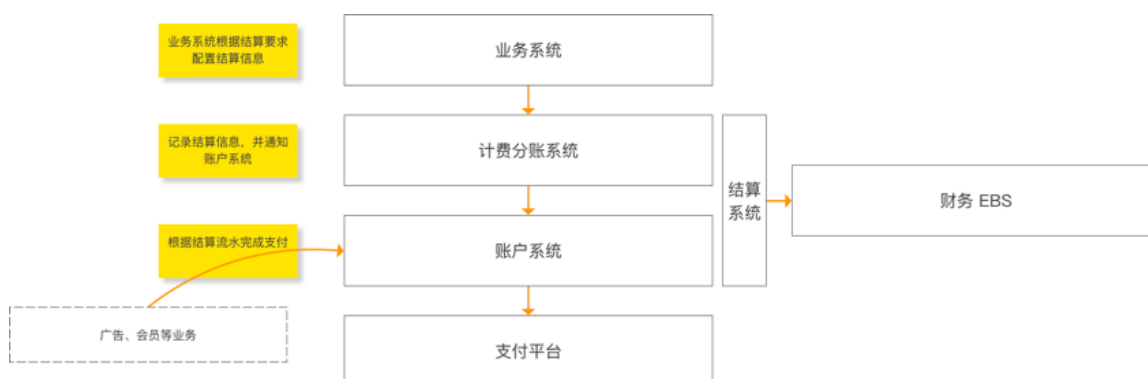 业务系统根据结算要求
配置结算信息
业务系统
记录结算信息，并通知
账户系统
计费分账系统
结算
系统
财务 EBS
根据结算流水完成支付
账户系统
广告、会员等业务
支付平台